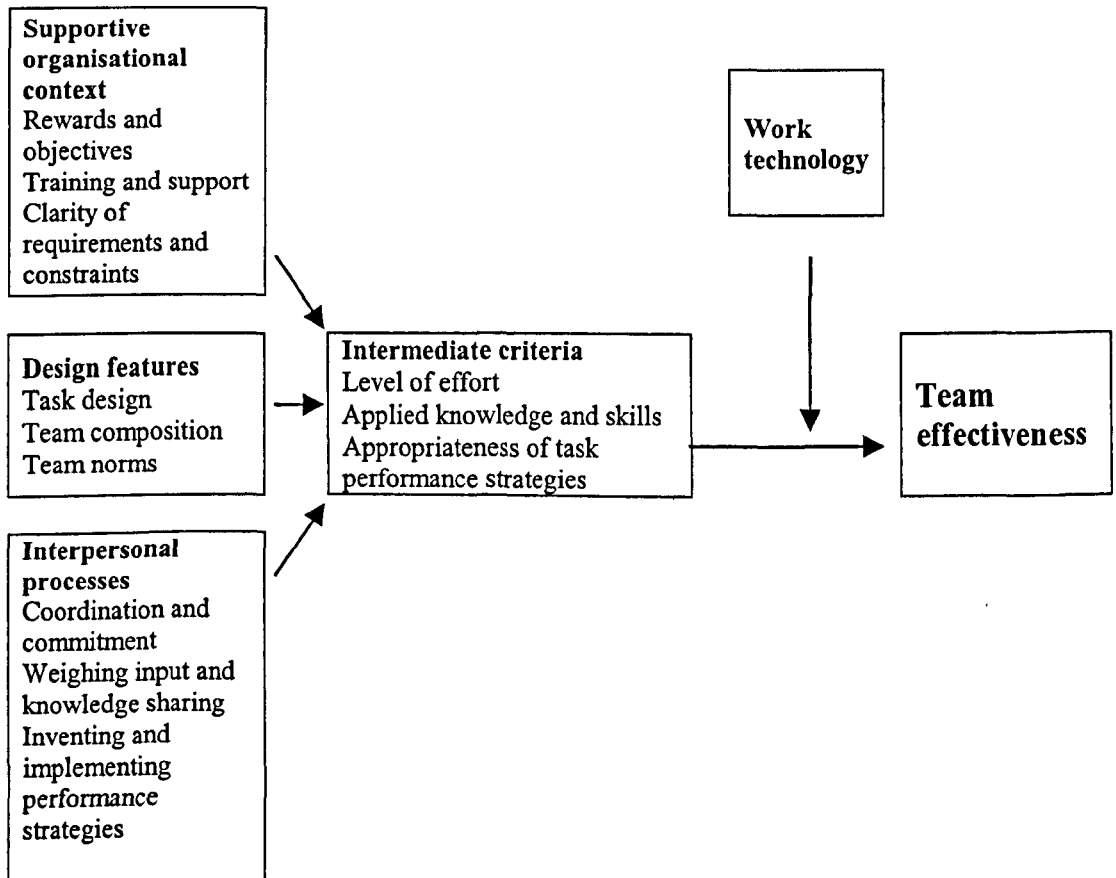 Supportive
organisational
context
Rewards and
objectives
Training and support
Clarity of
requirements and
constraints
Work
technology
Design features
Task design
Team composition
Team norms
Intermediate criteria
Level of effort
Applied knowledge and skills
Appropriateness of task
performance strategies
Team
effectiveness
Interpersonal
processes
Coordination and
commitment
Weighing input and
knowledge sharing
Inventing and
implementing
performance
strategies